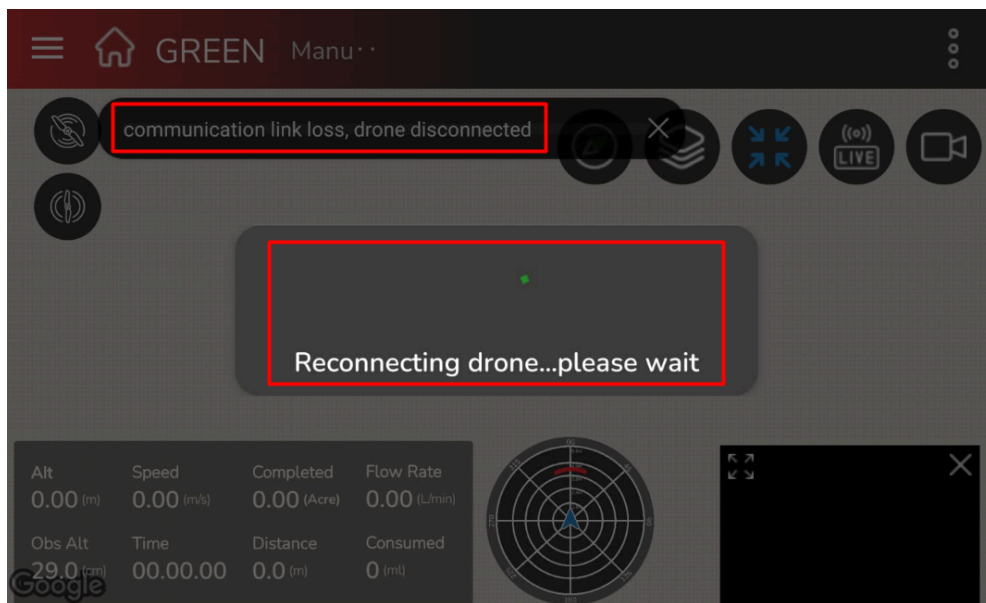 GREEN Manu··
communication link loss, drone disconnected
((o))
LIVE
Reconnecting drone...please wait
Alt Speed Completed Flow Rate
0.00 (m) 0.00 (m/s) 0.00 (Acre) 0.00 (L/min)
Obs Alt Time Distance Consumed
29.0 (cm) 00.00.00 0.0 (m) 0 (ml)
Google